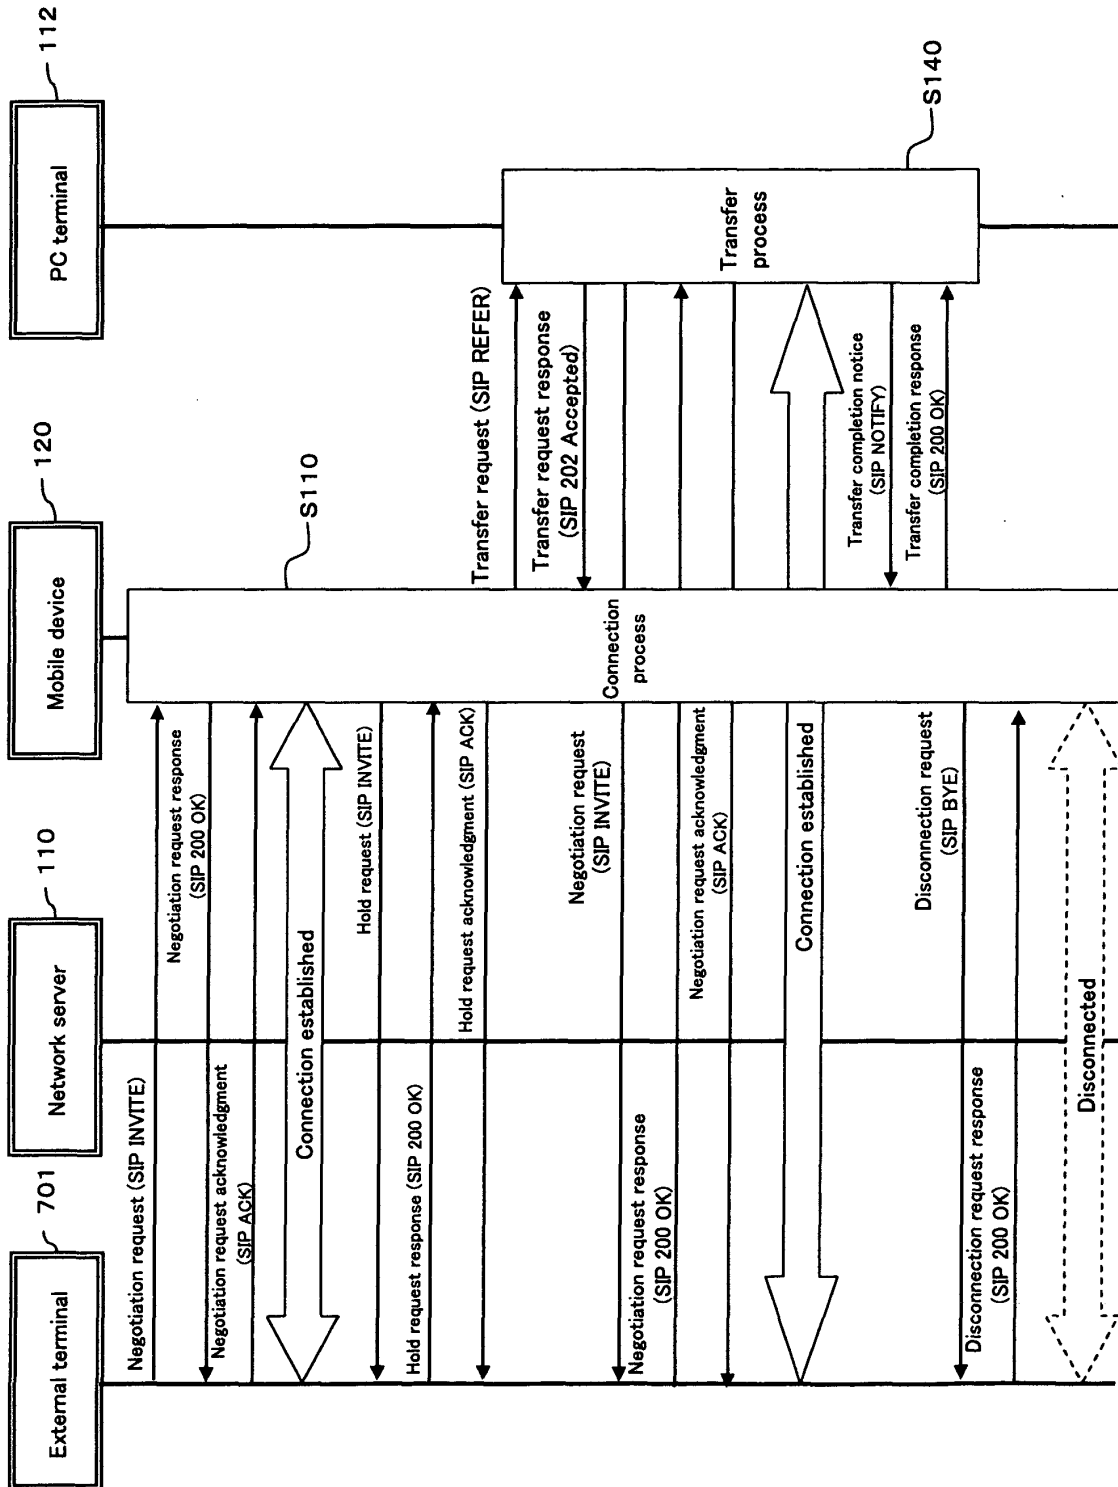 External terminal
701
Network server
110
Mobile device
120
PC terminal
112
Negotiation request (SIP INVITE)
Negotiation request response
(SIP 200 OK)
Negotiation request acknowledgment
(SIP ACK)
Connection established
S110
Hold request (SIP INVITE)
Hold request response (SIP 200 OK)
Hold request acknowledgment (SIP ACK)
Connection
process
Transfer request (SIP REFER)
Transfer request response
(SIP 202 Accepted)
Negotiation request
(SIP INVITE)
Negotiation request response
(SIP 200 OK)
Negotiation request acknowledgment
(SIP ACK)
Transfer
process
Connection established
Transfer completion notice
(SIP NOTIFY)
Transfer completion response
(SIP 200 OK)
S140
Disconnection request
(SIP BYE)
Disconnection request response
(SIP 200 OK)
Disconnected